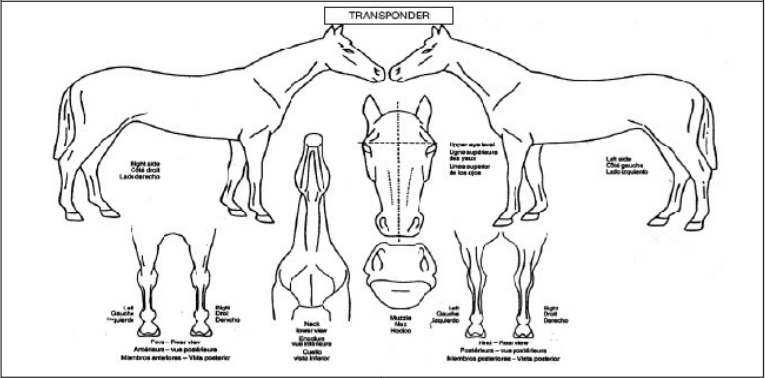 TRANSPONDER
Right side
Côté droit
Lado derecho
Upper eye level
Ligne supérieure
des yeux
Linea superior
de los ojos
Left side
Côté gauche
Lado izquiento
Left
Gauche
Izquierdo
Right
Droit
Derecho
Fore – Rear view
Antérieurs – vue postérieure
Miembros anteriores – Vista posterior
Neck
lower view
Encolure
vue inférieure
Cuello
vista inferior
Muzzle
Nez
Hocico
Left
Gauche
Izquierdo
Right
Droit
Derecho
Hind – Rear view
Postérieurs – vue postérieure
Miembros posteriores – Vista posterior